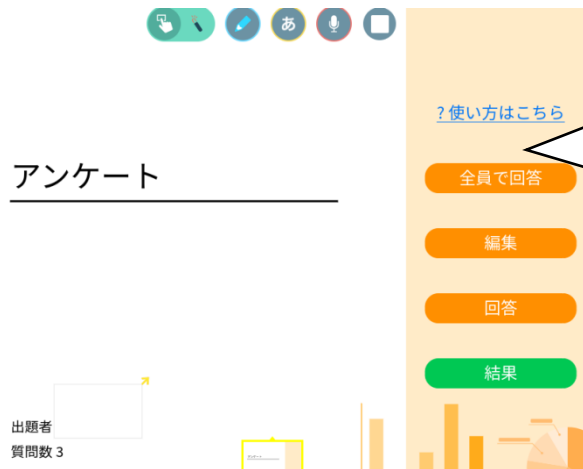 あ
? 使い方はこちら
アンケート
全員で回答
編集
回答
結果
出題者
質問数 3